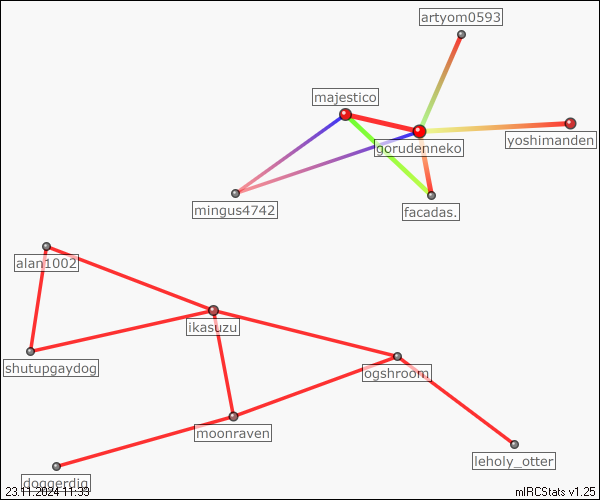 artyom0593
majestico
yoshimanden
gorudenneko
mingus4742
facadas.
alan1002
ikasuzu
shutupgaydog
ogshroom
moonraven
leholy_otter
doggerdig
23.11.2024 11:39
mIRCStats v1.25